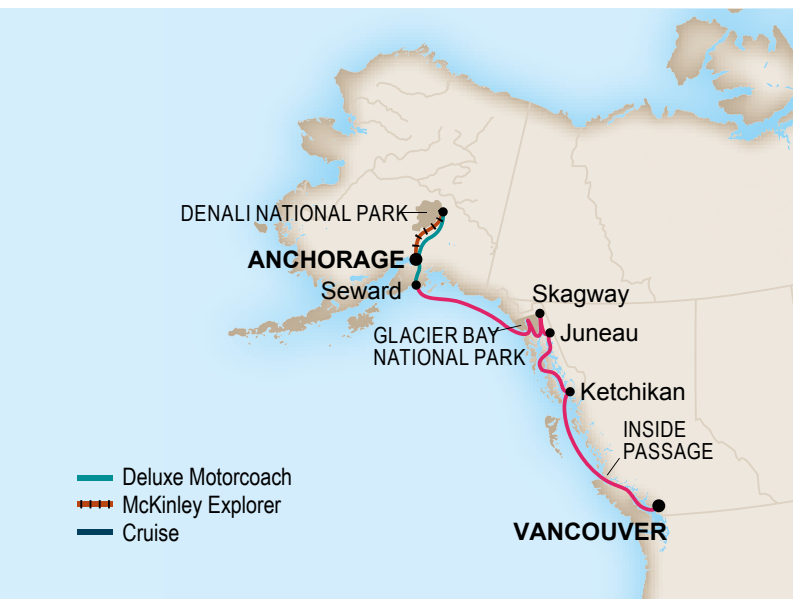 DENALI NATIONAL PARK
ANCHORAGE
Seward
Skagway
GLACIER BAY
NATIONAL PARK
Juneau
Ketchikan
INSIDE
PASSAGE
Deluxe Motorcoach
McKinley Explorer
Cruise
VANCOUVER